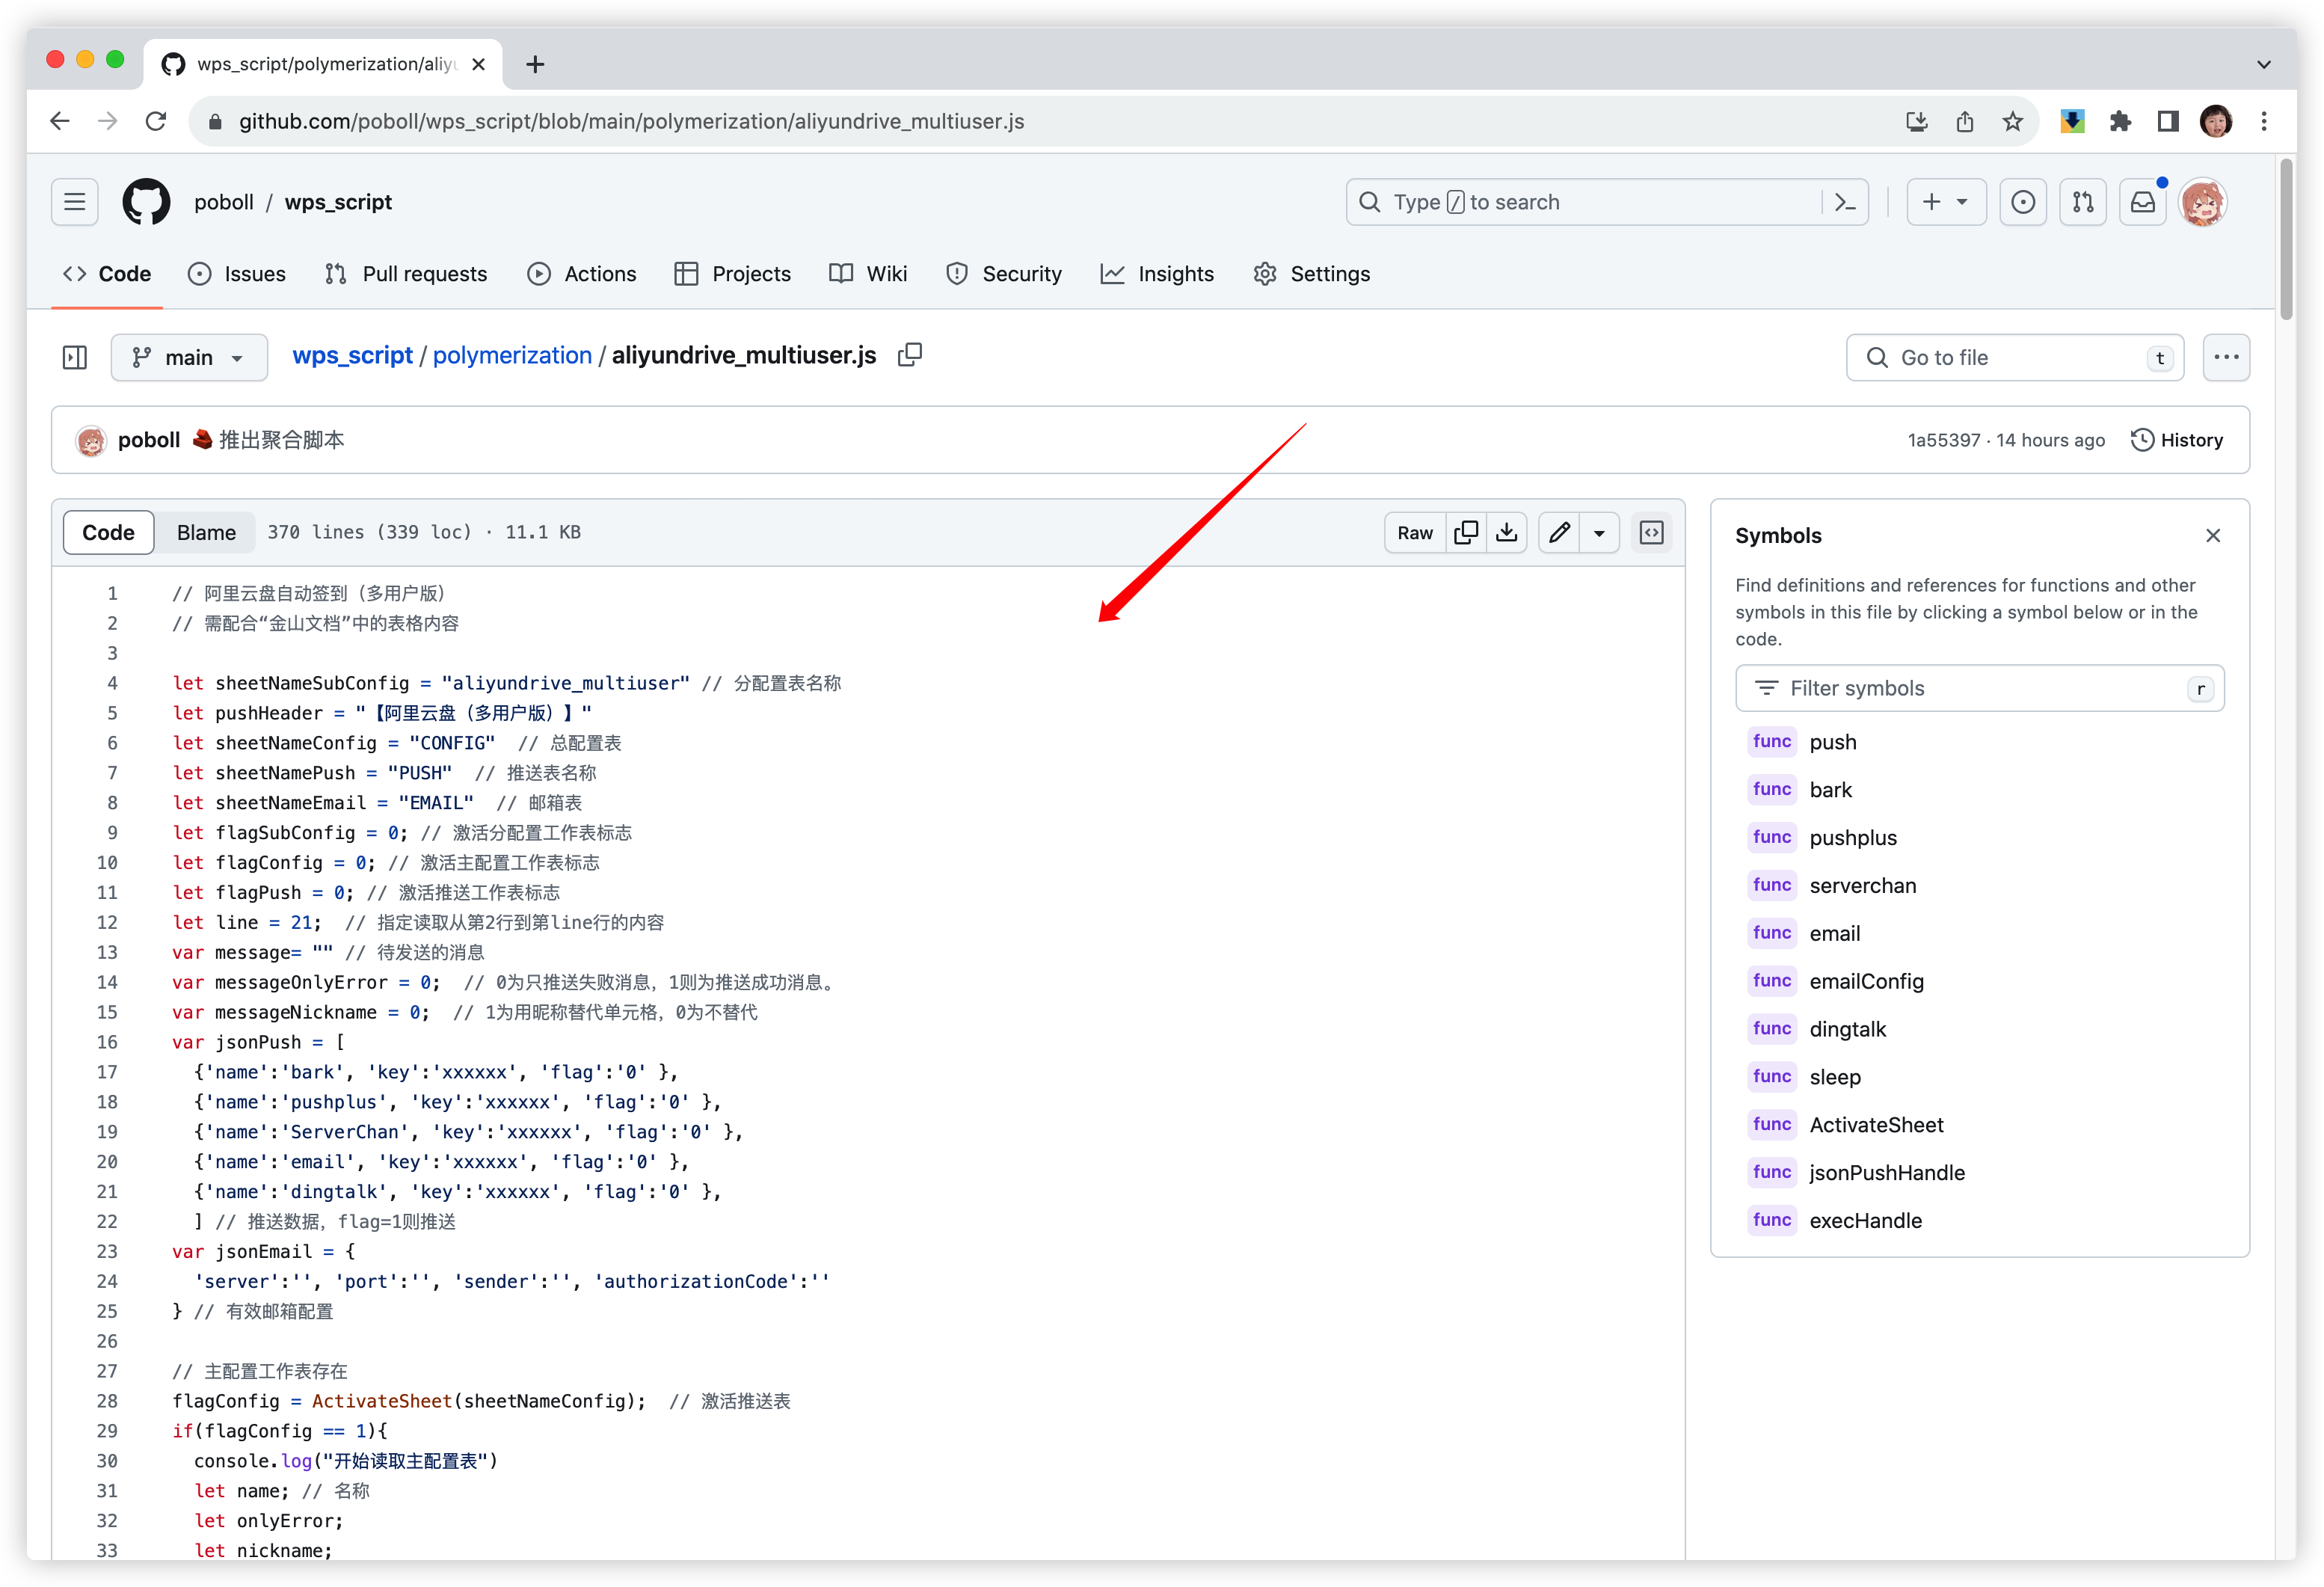 wps_script/polymerization/aliyu
github.com/poboll/wps_script/blob/main/polymerization/aliyundrive_multiuser.js
poboll / wps_script
Type / to search
Code Issues Pull requests Actions Projects Wiki Security Insights Settings
main
wps_script / polymerization / aliyundrive_multiuser.js
Go to file t
poboll 推出聚合脚本
1a55397 · 14 hours ago History
Code Blame 370 lines (339 loc) · 11.1 KB
Raw
1 // 阿里云盘自动签到（多用户版）
2 // 需配合“金山文档”中的表格内容
3
4 let sheetNameSubConfig = "aliyundrive_multiuser" // 分配置表名称
5 let pushHeader = "【阿里云盘（多用户版）】"
6 let sheetNameConfig = "CONFIG"  // 总配置表
7 let sheetNamePush = "PUSH"  // 推送表名称
8 let sheetNameEmail = "EMAIL"  // 邮箱表
9 let flagSubConfig = 0; // 激活分配置工作表标志
10 let flagConfig = 0; // 激活主配置工作表标志
11 let flagPush = 0; // 激活推送工作表标志
12 let line = 21;  // 指定读取从第2行到第line行的内容
13 var message= "" // 待发送的消息
14 var messageOnlyError = 0;  // 0为只推送失败消息，1则为推送成功消息。
15 var messageNickname = 0;  // 1为用昵称替代单元格，0为不替代
16 var jsonPush = [
17   {'name':'bark', 'key':'xxxxxx', 'flag':'0' },
18   {'name':'pushplus', 'key':'xxxxxx', 'flag':'0' },
19   {'name':'ServerChan', 'key':'xxxxxx', 'flag':'0' },
20   {'name':'email', 'key':'xxxxxx', 'flag':'0' },
21   {'name':'dingtalk', 'key':'xxxxxx', 'flag':'0' },
22   ] // 推送数据，flag=1则推送
23 var jsonEmail = {
24   'server':'', 'port':'', 'sender':'', 'authorizationCode':''
25 } // 有效邮箱配置
26
27 // 主配置工作表存在
28 flagConfig = ActivateSheet(sheetNameConfig);  // 激活推送表
29 if(flagConfig == 1){
30   console.log("开始读取主配置表")
31   let name; // 名称
32   let onlyError;
33   let nickname;
Symbols
Find definitions and references for functions and other
symbols in this file by clicking a symbol below or in the
code.
Filter symbols r
func push
func bark
func pushplus
func serverchan
func email
func emailConfig
func dingtalk
func sleep
func ActivateSheet
func jsonPushHandle
func execHandle